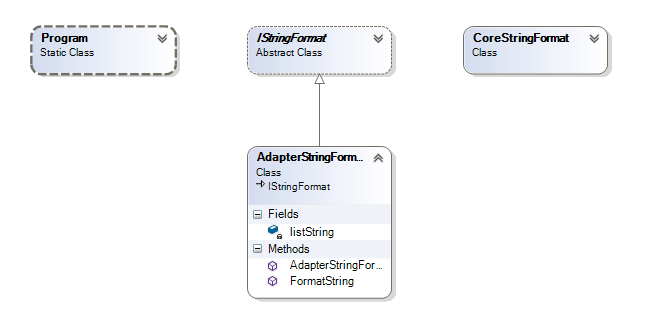 Program
Static Class
IStringFormat
Abstract Class
CoreStringFormat
Class
AdapterStringForm...
Class
IStringFormat
Fields
listString
Methods
AdapterStringFor...
FormatString